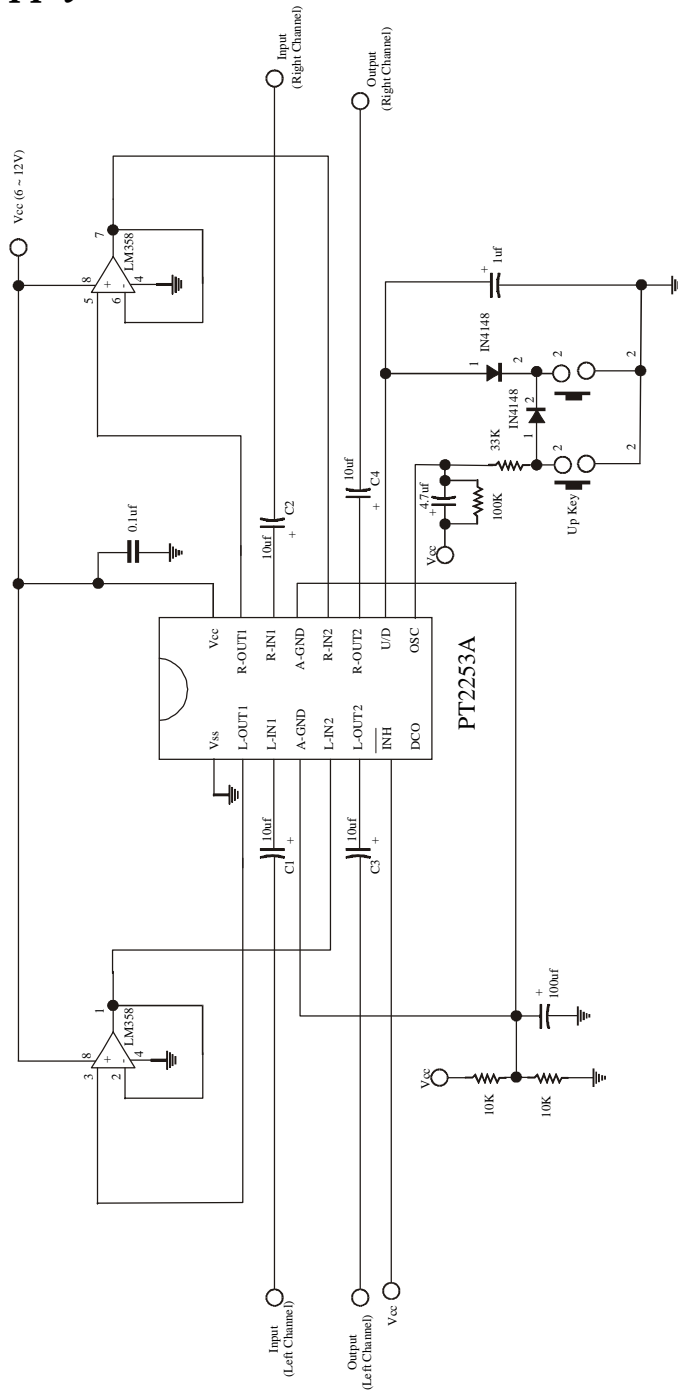 pply
Vcc (6 ~ 12V)
Input
(Right Channel)
Output
(Right Channel)
7
LM358
8
4
+
-
5
6
0.1uf
10uf
C2
+
10uf
C4
+
1uf
+
IN4148
1
2
IN4148
1
2
33K
4.7uf
+
100K
Vcc
2
2
2
2
Up Key
Vcc
R-OUT1
R-IN1
A-GND
R-IN2
R-OUT2
U/D
OSC
Vss
L-OUT1
L-IN1
A-GND
L-IN2
L-OUT2
INH
DCO
PT2253A
10uf
C1
+
10uf
C3
+
1
LM358
8
4
+
-
3
2
100uf
+
Vcc
10K
10K
Input
(Left Channel)
Output
(Left Channel)
Vcc